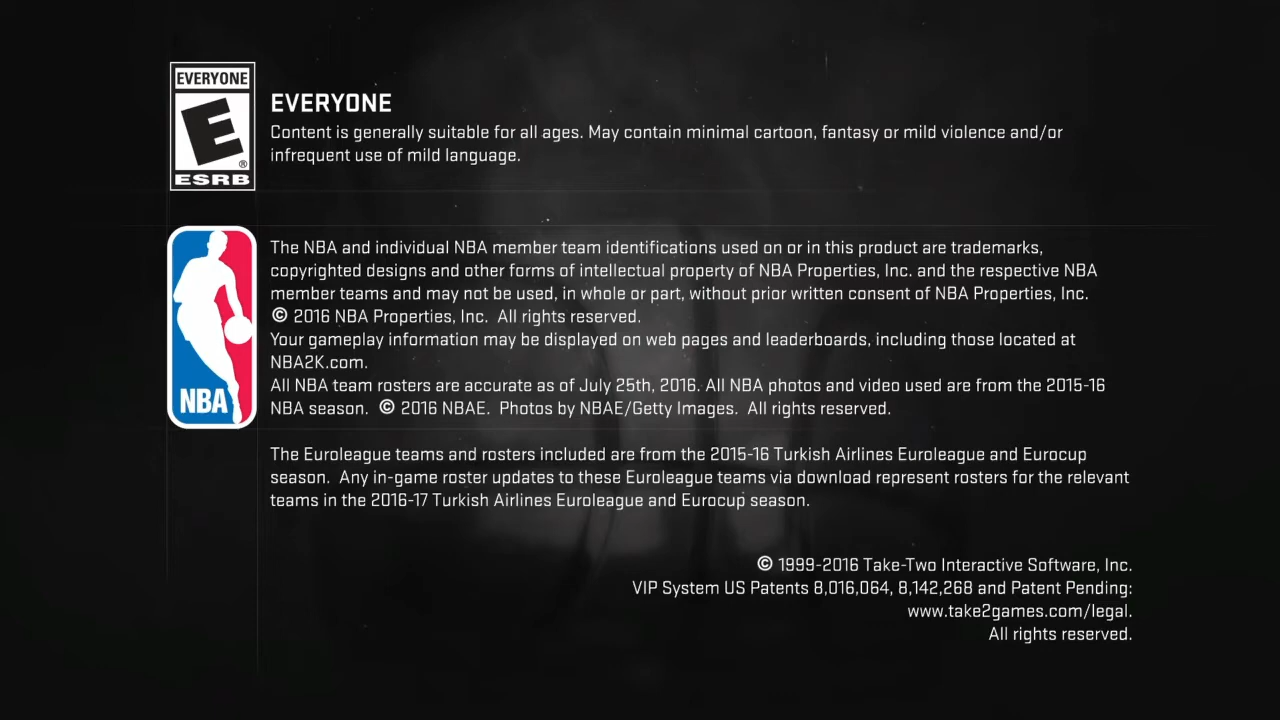 EVERYONE
E
®
ESRB
EVERYONE
Content is generally suitable for all ages. May contain minimal cartoon, fantasy or mild violence and/or
infrequent use of mild language.
NBA
The NBA and individual NBA member team identifications used on or in this product are trademarks,
copyrighted designs and other forms of intellectual property of NBA Properties, Inc. and the respective NBA
member teams and may not be used, in whole or part, without prior written consent of NBA Properties, Inc.
© 2016 NBA Properties, Inc.  All rights reserved.
Your gameplay information may be displayed on web pages and leaderboards, including those located at
NBA2K.com.
All NBA team rosters are accurate as of July 25th, 2016. All NBA photos and video used are from the 2015-16
NBA season.  © 2016 NBAE.  Photos by NBAE/Getty Images.  All rights reserved.
The Euroleague teams and rosters included are from the 2015-16 Turkish Airlines Euroleague and Eurocup
season.  Any in-game roster updates to these Euroleague teams via download represent rosters for the relevant
teams in the 2016-17 Turkish Airlines Euroleague and Eurocup season.
© 1999-2016 Take-Two Interactive Software, Inc.
VIP System US Patents 8,016,064, 8,142,268 and Patent Pending:
www.take2games.com/legal.
All rights reserved.